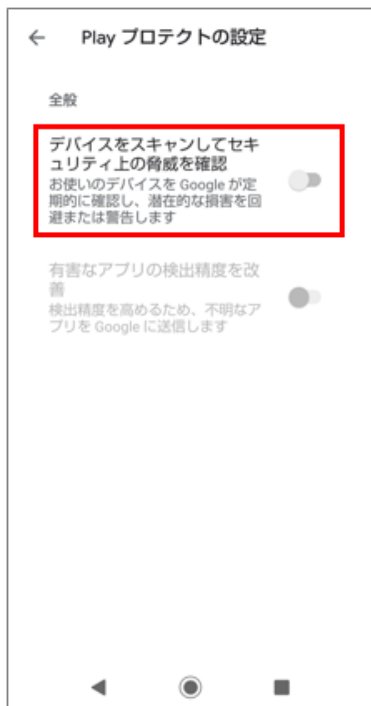 Play プロテクトの設定
全般
デバイスをスキャンしてセキ
ュリティ上の脅威を確認
お使いのデバイスを Google が定
期的に確認し、潜在的な損害を回
避または警告します
有害なアプリの検出精度を改
善
検出精度を高めるため、不明なア
プリを Google に送信します